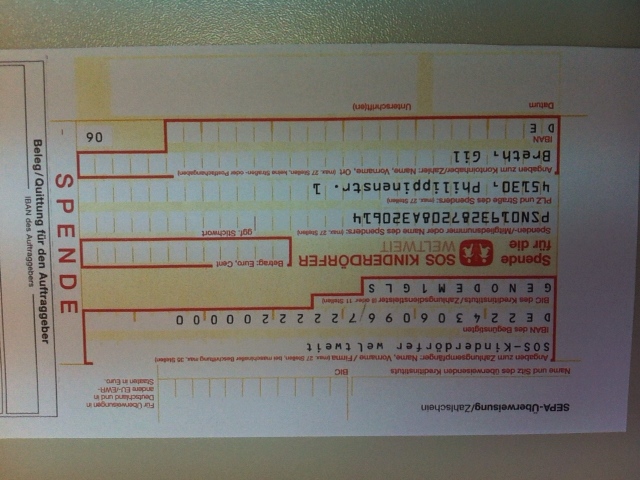 Beleg/Quittung für den Auftraggeber
IBAN des Auftraggebers
SEPA-Überweisung/Zahlschein
Für Überweisungen in
Deutschland und in
andere EU-/EWR-
Staaten in Euro.
Name und Sitz des überweisenden Kreditinstituts
BIC
Angaben zum Zahlungsempfänger: Name, Vorname/Firma (max. 27 Stellen, bei maschineller Beschriftung max. 35 Stellen)
SOS-Kinderdörfer weltweit
IBAN des Begünstigten
DE22430609677222200000
BIC des Kreditinstituts/Zahlungsdienstleisters (8 oder 11 Stellen)
GENODEM1GLS
SPENDE
Spende
für die
SOS KINDERDÖRFER
WELTWEIT
Betrag: Euro, Cent
Spenden-/Mitgliedsnummer oder Name des Spenders: (max. 27 Stellen)
ggf. Stichwort
PSN0193287208A320614
PLZ und Straße des Spenders: (max. 27 Stellen)
45130, Philippinenstr. 1
Angaben zum Kontoinhaber/Zahler: Name, Vorname, Ort (max. 27 Stellen, keine Straßen- oder Postfachangaben)
Breth, Gil
IBAN
DE
06
Datum
Unterschrift(en)